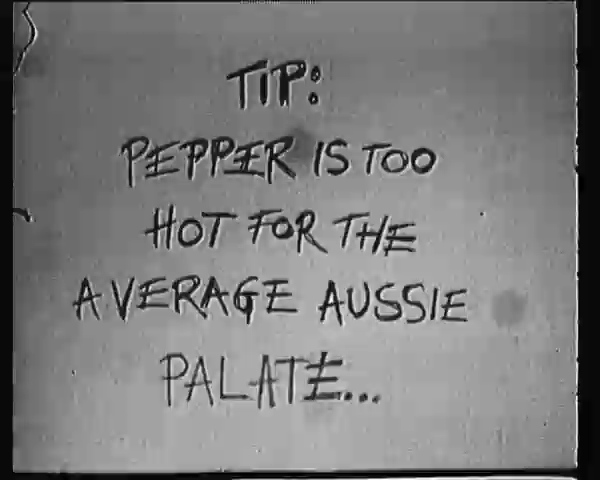 TIP:
PEPPER IS TOO
HOT FOR THE
AVERAGE AUSSIE
PALATE...